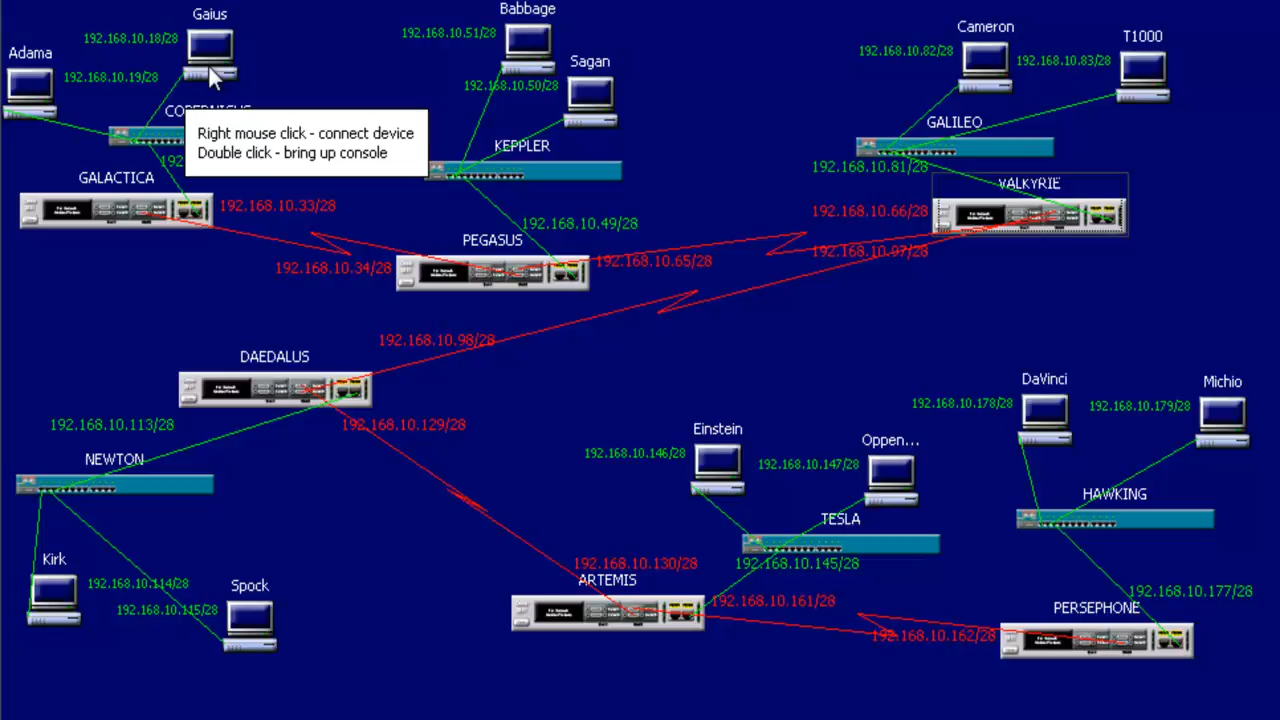 Gaius
Babbage
Cameron
T1000
Adama
192.168.10.18/28
192.168.10.51/28
192.168.10.82/28
192.168.10.83/28
Sagan
192.168.10.19/28
192.168.10.50/28
COPERNICUS
Right mouse click - connect device
Double click - bring up console
KEPPLER
GALILEO
192
192.168.10.81/28
GALACTICA
VALKYRIE
192.168.10.33/28
192.168.10.49/28
192.168.10.66/28
PEGASUS
192.168.10.34/28
192.168.10.65/28
192.168.10.97/28
192.168.10.98/28
DAEDALUS
192.168.10.113/28
192.168.10.129/28
DaVinci
Michio
192.168.10.178/28
192.168.10.179/28
Einstein
Oppen...
192.168.10.146/28
192.168.10.147/28
NEWTON
HAWKING
TESLA
Kirk
192.168.10.130/28
192.168.10.145/28
ARTEMIS
192.168.10.114/28
Spock
192.168.10.115/28
192.168.10.161/28
192.168.10.177/28
PERSEPHONE
192.168.10.162/28